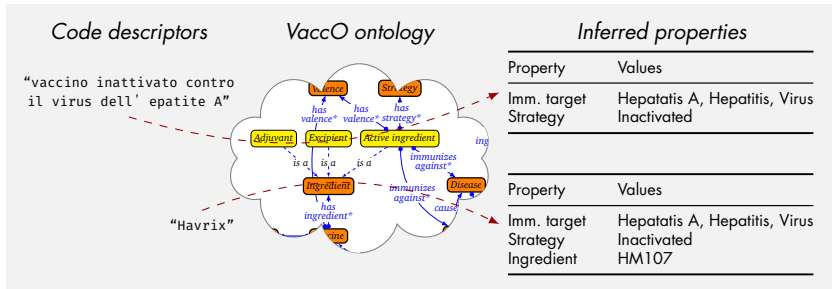 Code descriptors
VaccO ontology
Inferred properties
“vaccino inattivato contro
il virus dell’ epatite A”
“Havrix”
Valence
Strategy
has
valence*
has
valence*
has
strategy*
Adjuvant
Excipient
Active ingredient
ing
is a
is a
is a
immunizes
against*
Ingredient
immunizes
against*
Disease
has
ingredient*
cause
Property Values
Imm. target Hepatatis A, Hepatitis, Virus
Strategy Inactivated
Property Values
Imm. target Hepatatis A, Hepatitis, Virus
Strategy Inactivated
Ingredient HM107